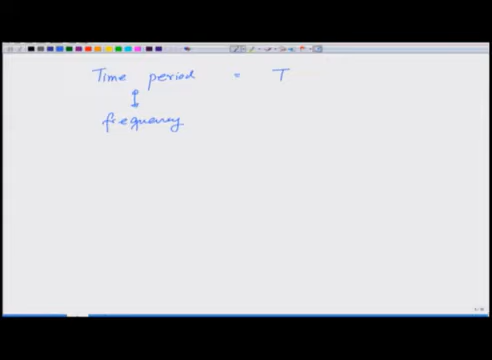 Time period = T
↕
frequency